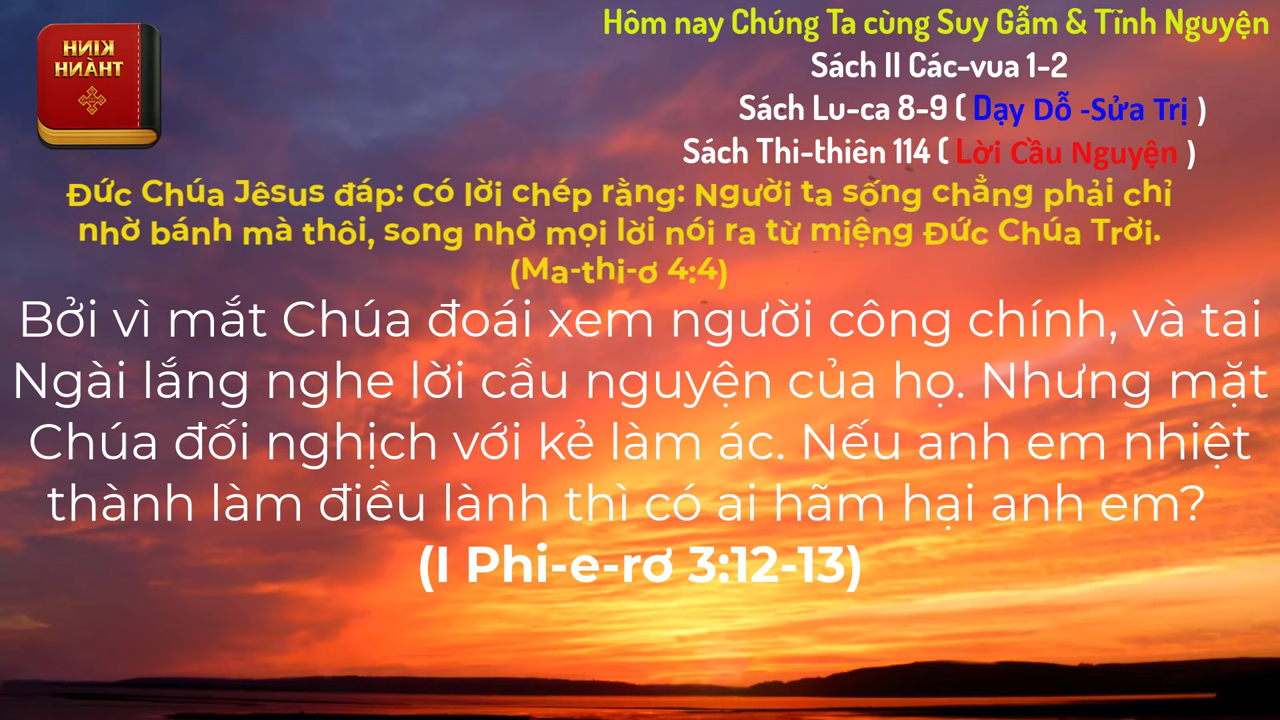 KINH
THÁNH
Hôm nay Chúng Ta cùng Suy Gẫm & Tĩnh Nguyện
Sách II Các-vua 1-2
Sách Lu-ca 8-9 ( Dạy Dỗ -Sửa Trị )
Sách Thi-thiên 114 ( Lời Cầu Nguyện )
Đức Chúa Jêsus đáp: Có lời chép rằng: Người ta sống chẳng phải chỉ
nhờ bánh mà thôi, song nhờ mọi lời nói ra từ miệng Đức Chúa Trời.
(Ma-thi-ơ 4:4)
Bởi vì mắt Chúa đoái xem người công chính, và tai
Ngài lắng nghe lời cầu nguyện của họ. Nhưng mặt
Chúa đối nghịch với kẻ làm ác. Nếu anh em nhiệt
thành làm điều lành thì có ai hãm hại anh em?
(I Phi-e-rơ 3:12-13)